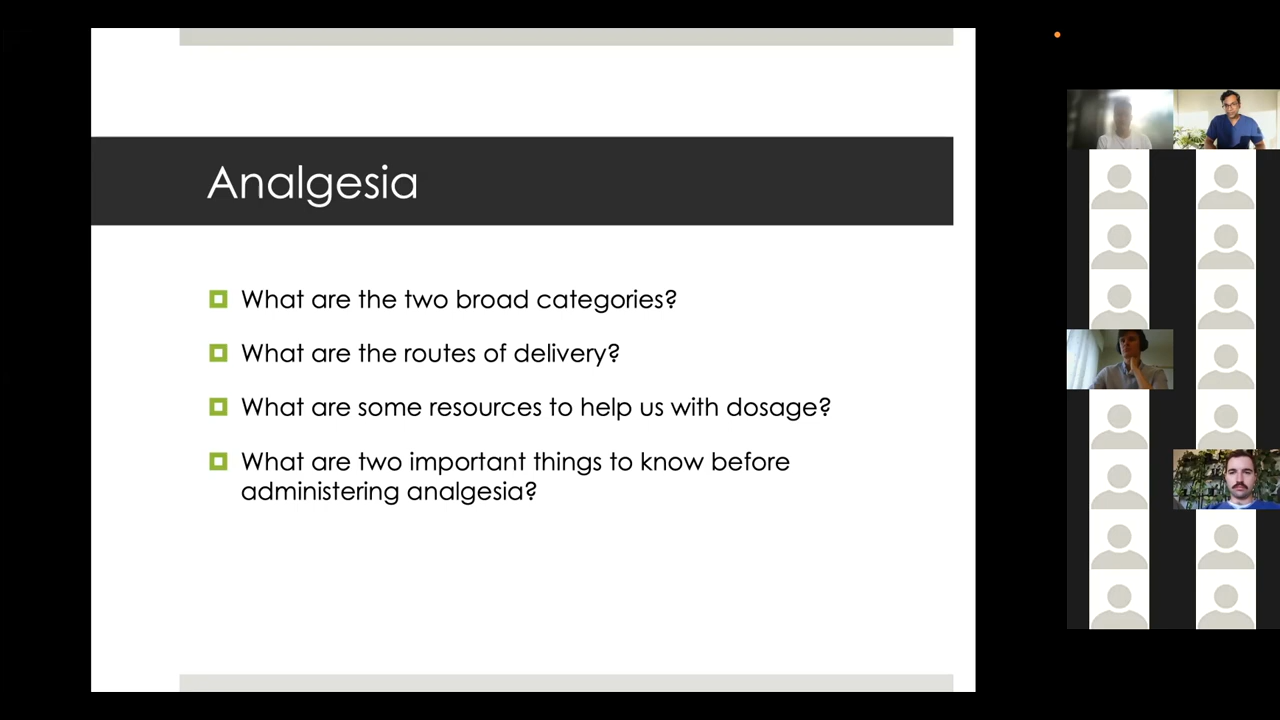 Analgesia
What are the two broad categories?
What are the routes of delivery?
What are some resources to help us with dosage?
What are two important things to know before
administering analgesia?